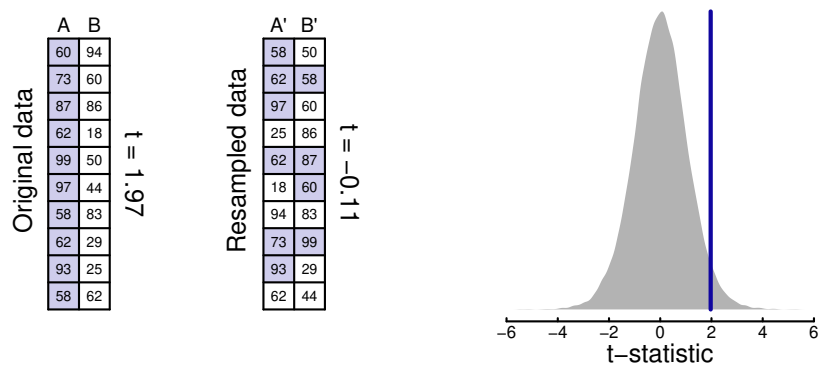 A B
60 94
73 60
87 86
62 18
99 50
97 44
58 83
62 29
93 25
58 62
Original data
t = 1.97
A' B'
58 50
62 58
97 60
25 86
62 87
18 60
94 83
73 99
93 29
62 44
Resampled data
t = −0.11
−6 −4 −2 0 2 4 6
t−statistic